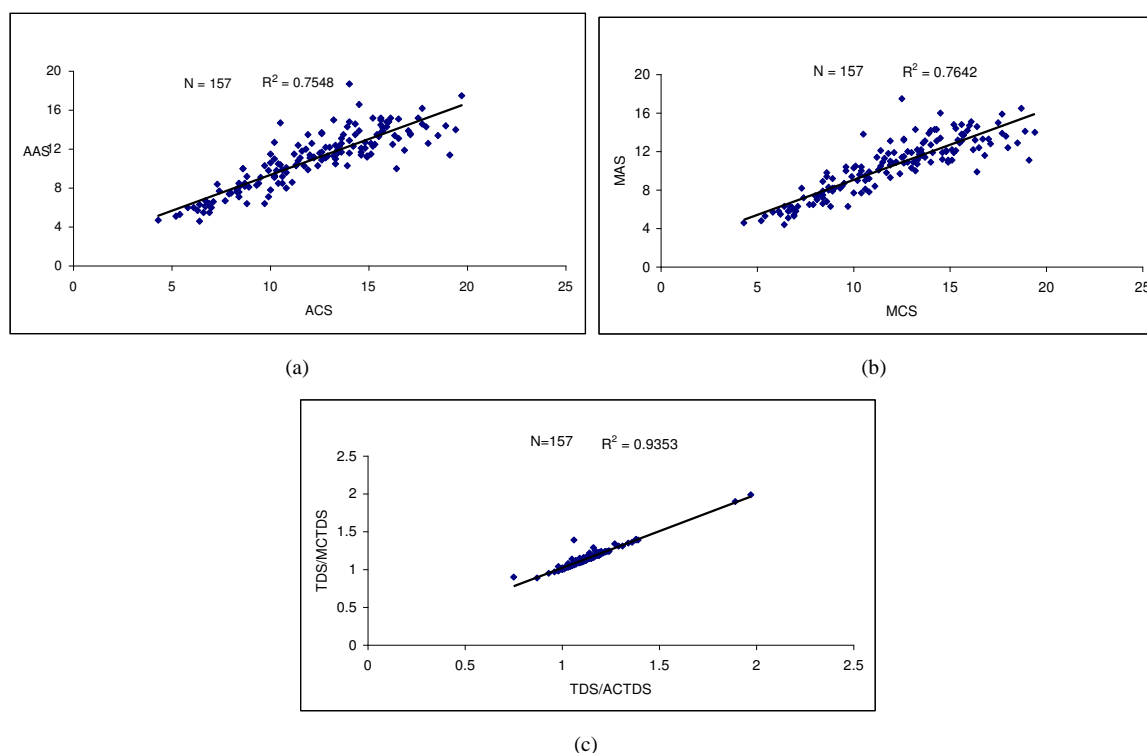 N = 157 R² = 0.7548
20
16
AAS 12
8
4
0
0 5 10 15 20 25
ACS
(a)
N = 157 R² = 0.7642
20
16
12
8
4
0
MAS
0 5 10 15 20 25
MCS
(b)
N=157 R² = 0.9353
2.5
2
1.5
1
0.5
0
TDS/MCTDS
0 0.5 1 1.5 2 2.5
TDS/ACTDS
(c)